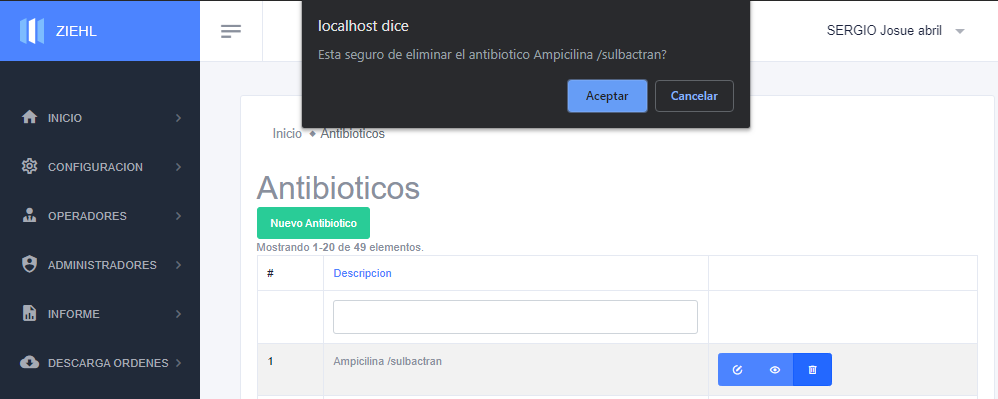 ZIEHL
localhost dice
Esta seguro de eliminar el antibiotico Ampicilina /sulbactran?
Aceptar
Cancelar
SERGIO Josue abril
INICIO
CONFIGURACION
OPERADORES
ADMINISTRADORES
INFORME
DESCARGA ORDENES
Inicio ◆ Antibioticos
Antibioticos
Nuevo Antibiotico
Mostrando 1-20 de 49 elementos.
# Descripcion
1 Ampicilina /sulbactran